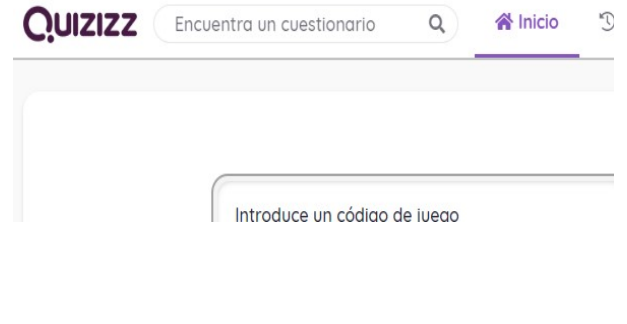 QUIZIZZ Encuentra un cuestionario Inicio
Introduce un código de juego